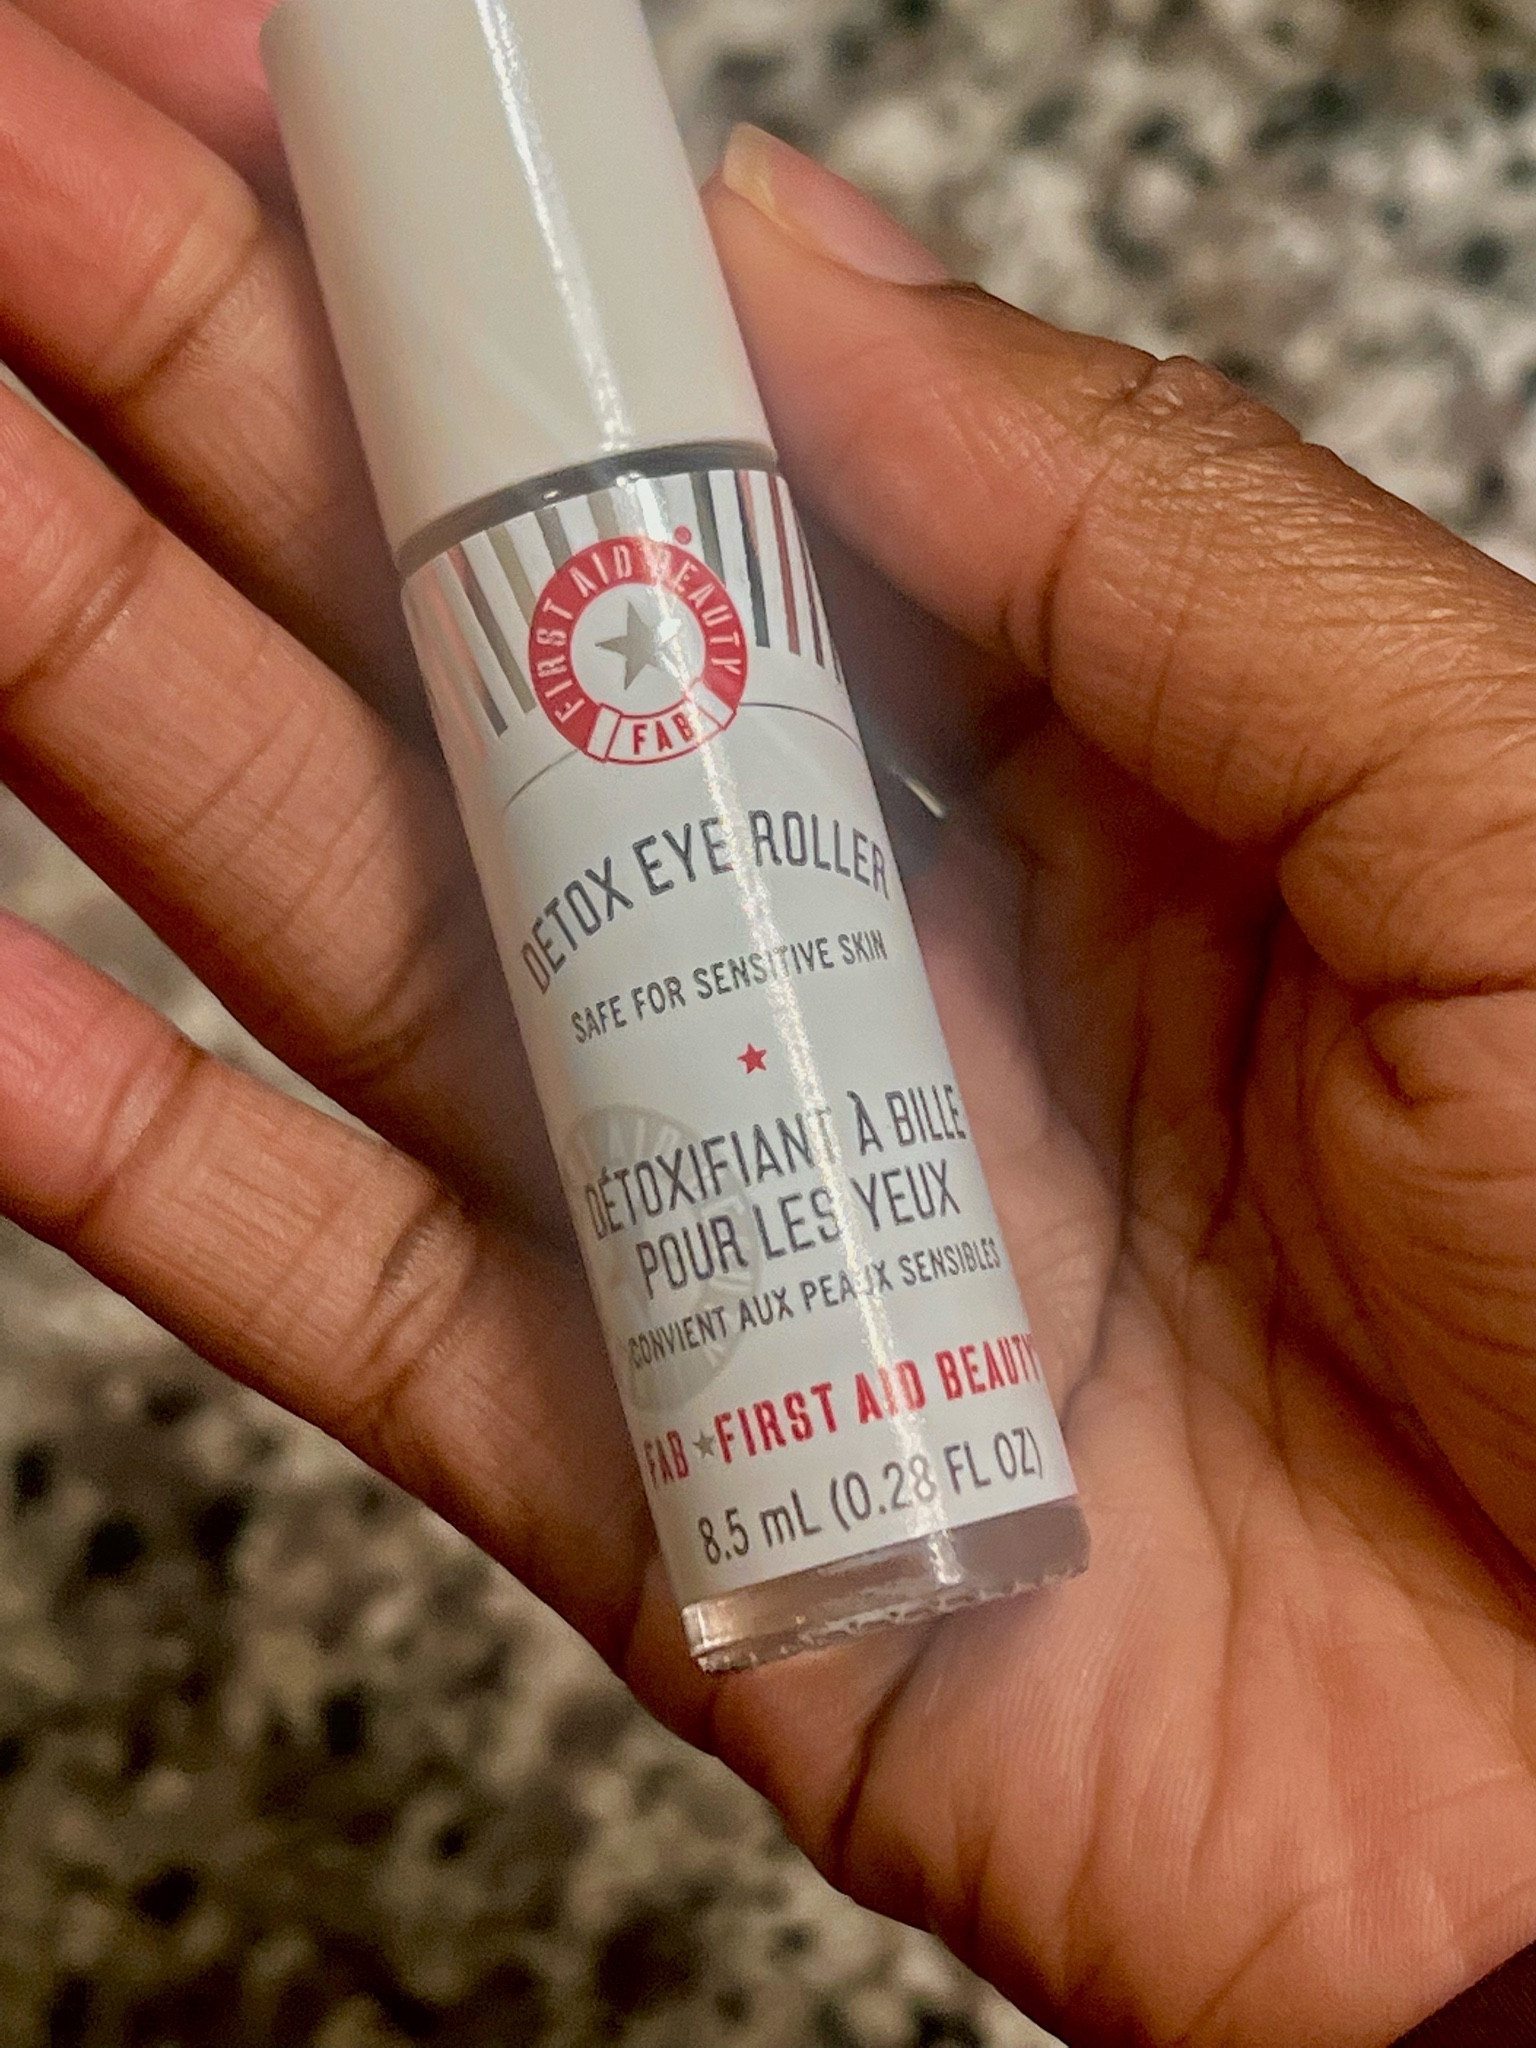 FIRST AID BEAUTY®
FAB
DETOX EYE ROLLER
SAFE FOR SENSITIVE SKIN
DÉTOXIFIANT À BILLE
POUR LES YEUX
CONVIENT AUX PEAUX SENSIBLES
FAB FIRST AID BEAUTY
8.5 mL (0.28 FL OZ)